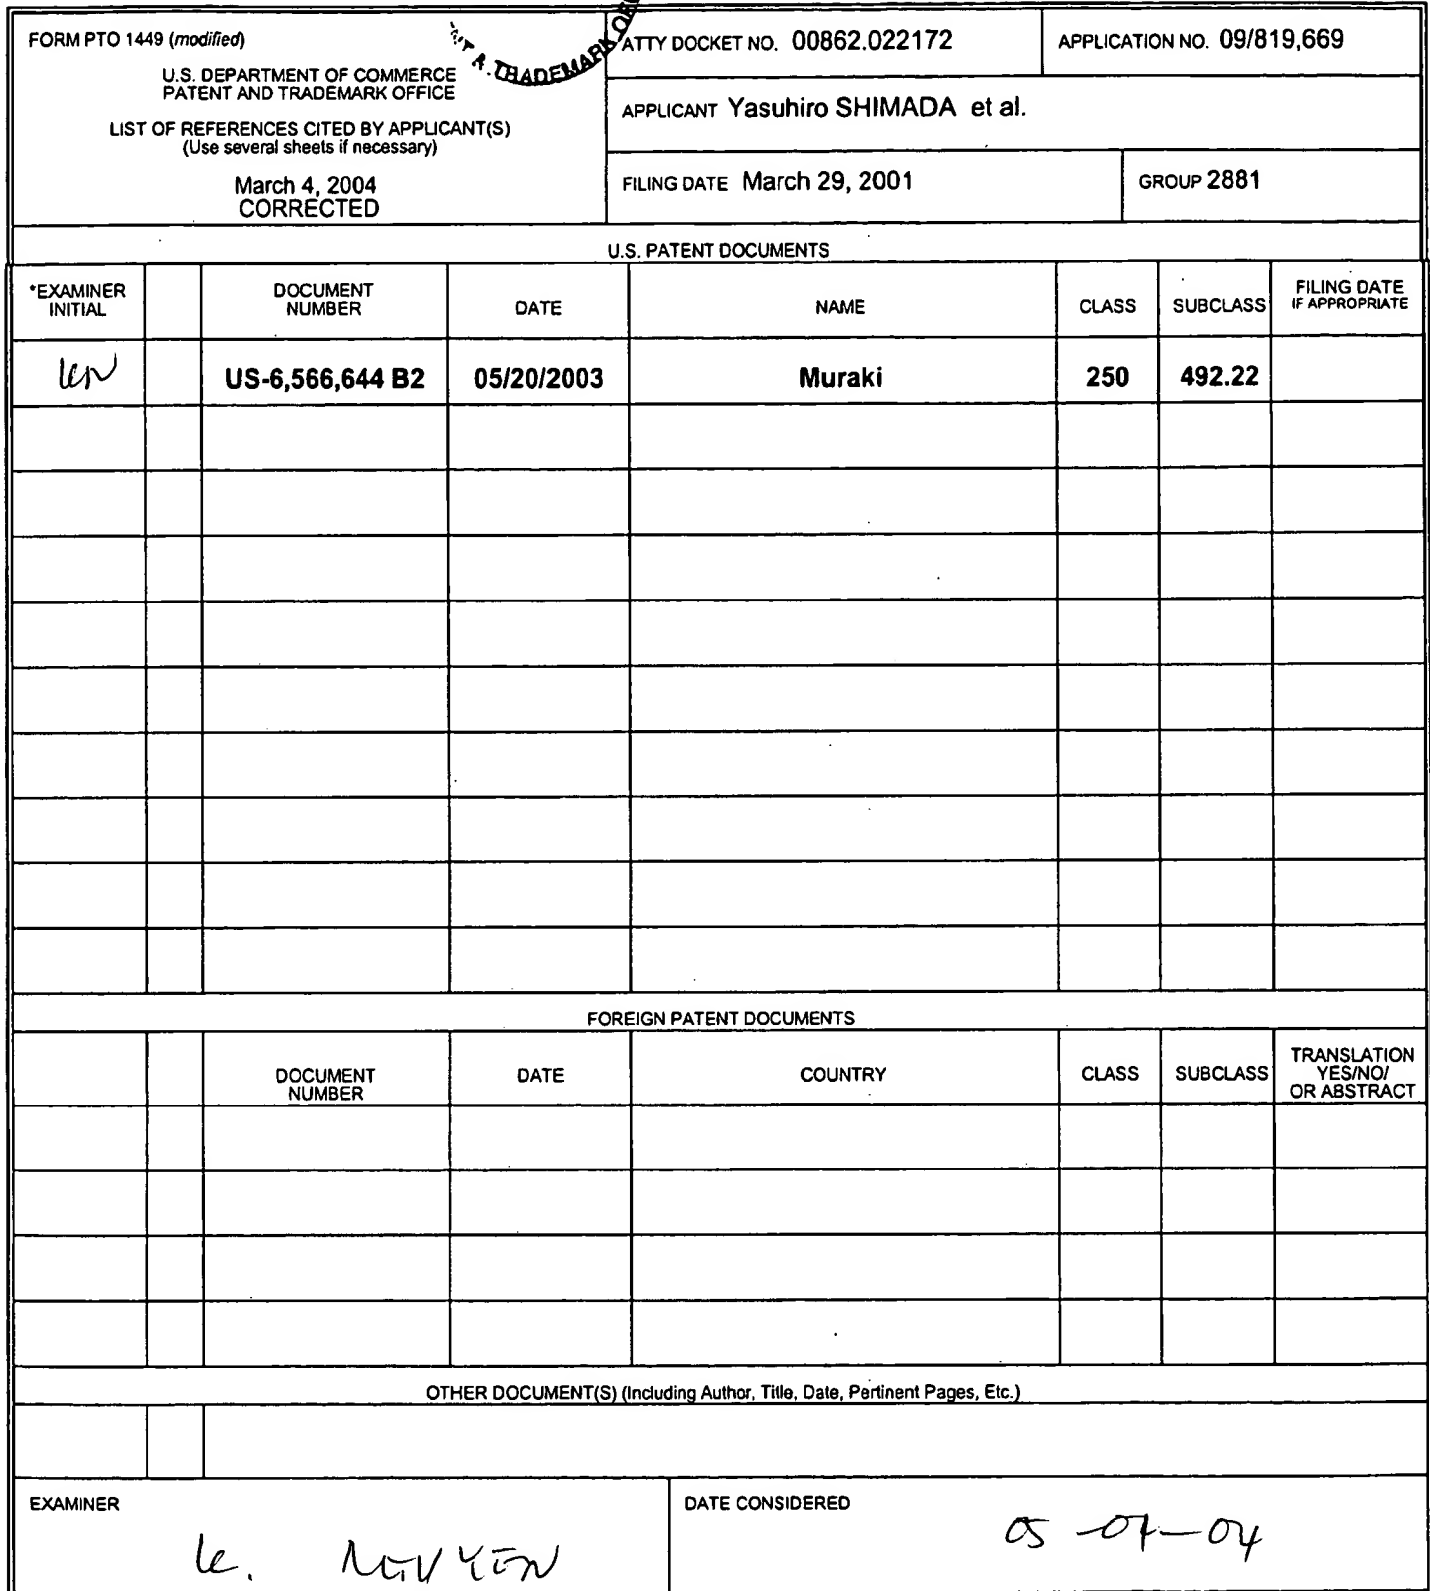 FORM PTO 1449 (modified)
U.S. DEPARTMENT OF COMMERCE
PATENT AND TRADEMARK OFFICE
LIST OF REFERENCES CITED BY APPLICANT(S)
(Use several sheets if necessary)
March 4, 2004
CORRECTED
TRADEMARK
ATTY DOCKET NO. 00862.022172
APPLICATION NO. 09/819,669
APPLICANT Yasuhiro SHIMADA et al.
FILING DATE March 29, 2001
GROUP 2881
U.S. PATENT DOCUMENTS
*EXAMINER INITIAL DOCUMENT NUMBER DATE NAME CLASS SUBCLASS FILING DATE IF APPROPRIATE
KN US-6,566,644 B2 05/20/2003 Muraki 250 492.22
FOREIGN PATENT DOCUMENTS
DOCUMENT NUMBER DATE COUNTRY CLASS SUBCLASS TRANSLATION YES/NO/ OR ABSTRACT
OTHER DOCUMENT(S) (Including Author, Title, Date, Pertinent Pages, Etc.)
EXAMINER
K. NGUYEN
DATE CONSIDERED